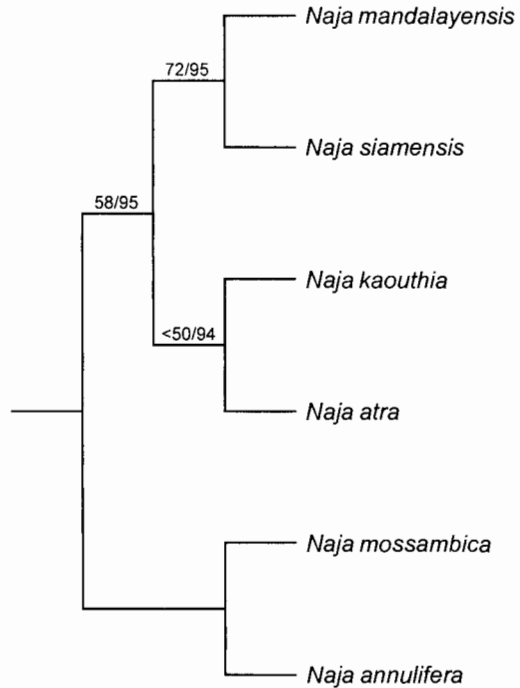 Naja mandalayensis
72/95
Naja siamensis
58/95
Naja kaouthia
<50/94
Naja atra
Naja mossambica
Naja annulifera